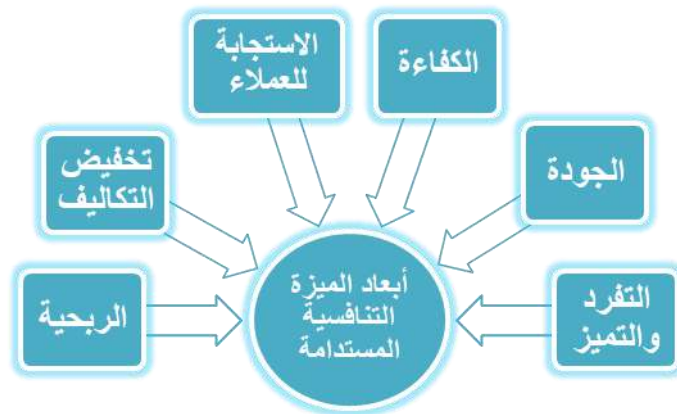 الاستجابة
للعملاء
الكفاءة
تخفيض
التكاليف
الجودة
الربحية
أبعاد الميزة
التنافسية
المستدامة
التفرد
والتميز